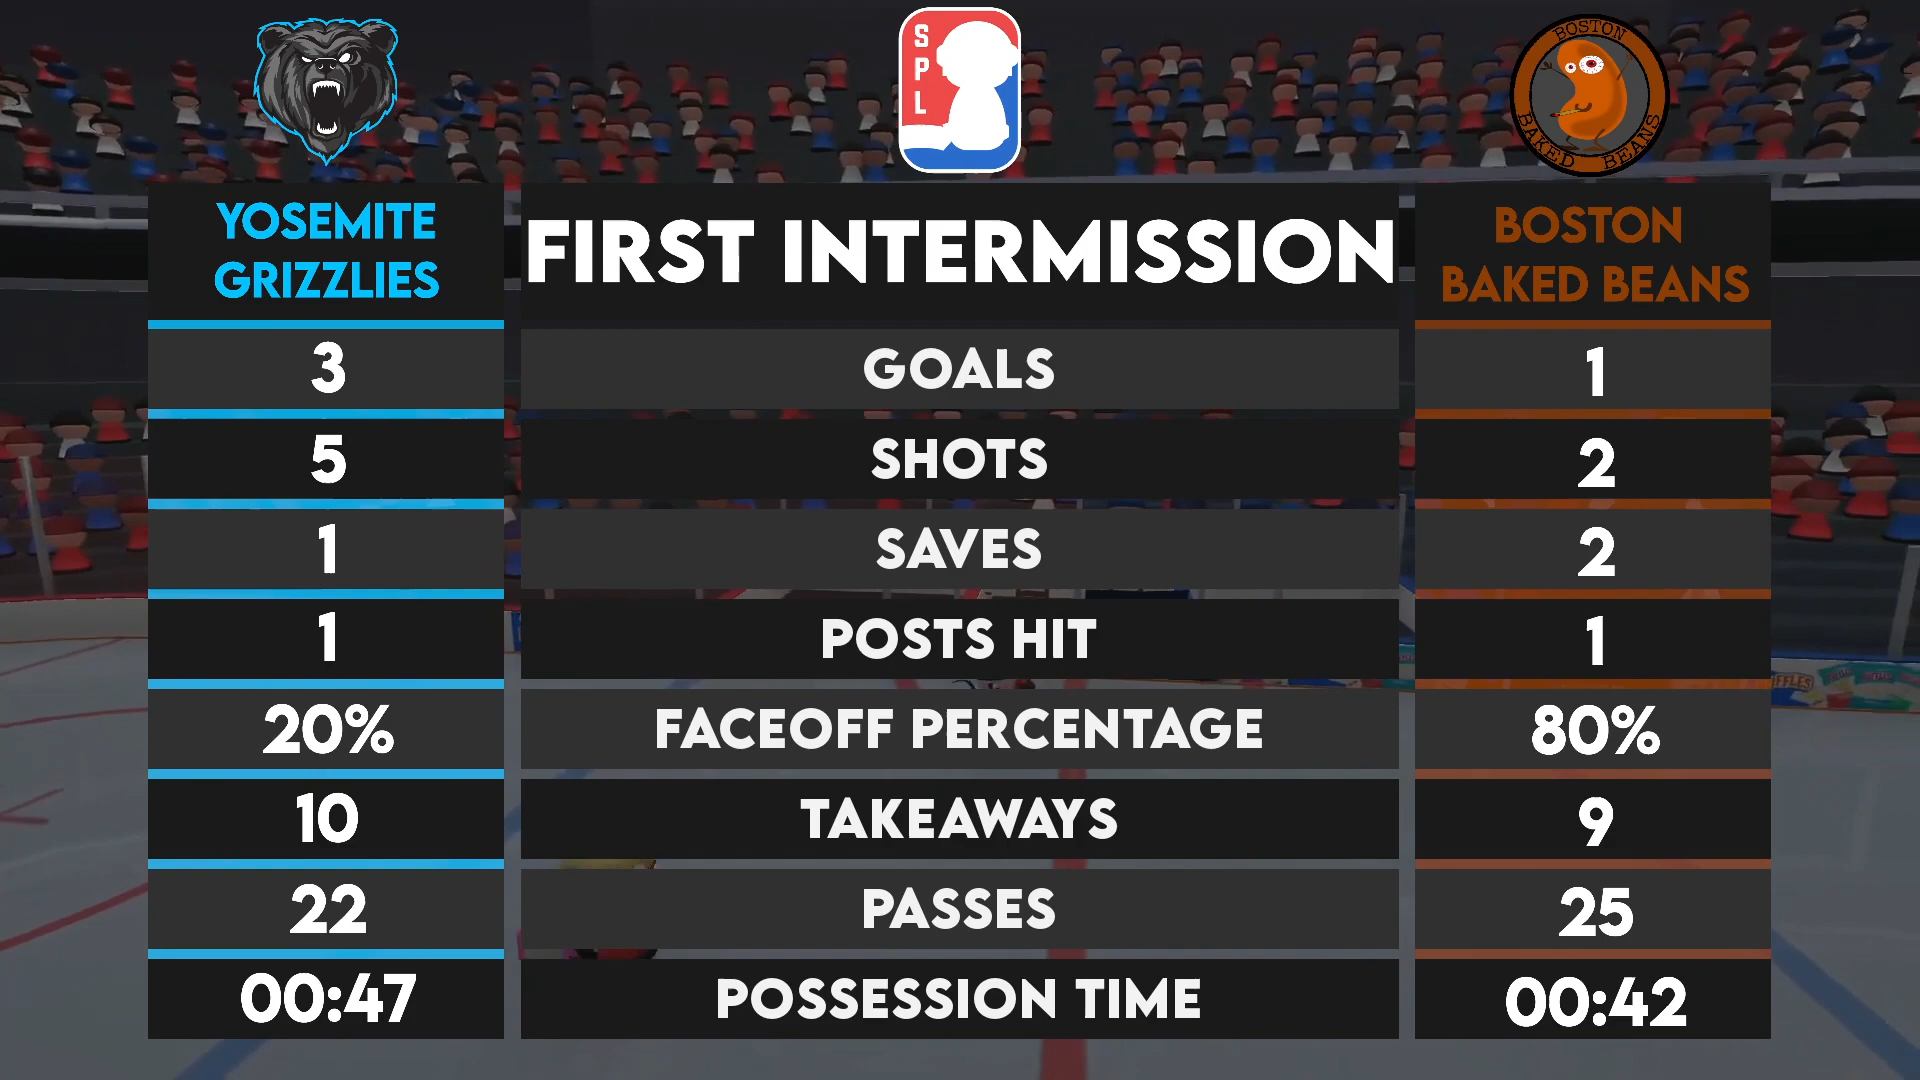 SPL
BOSTON
BAKED BEANS
YOSEMITE
GRIZZLIES
FIRST INTERMISSION
BOSTON
BAKED BEANS
3 GOALS 1
5 SHOTS 2
1 SAVES 2
1 POSTS HIT 1
20% FACEOFF PERCENTAGE 80%
10 TAKEAWAYS 9
22 PASSES 25
00:47 POSSESSION TIME 00:42